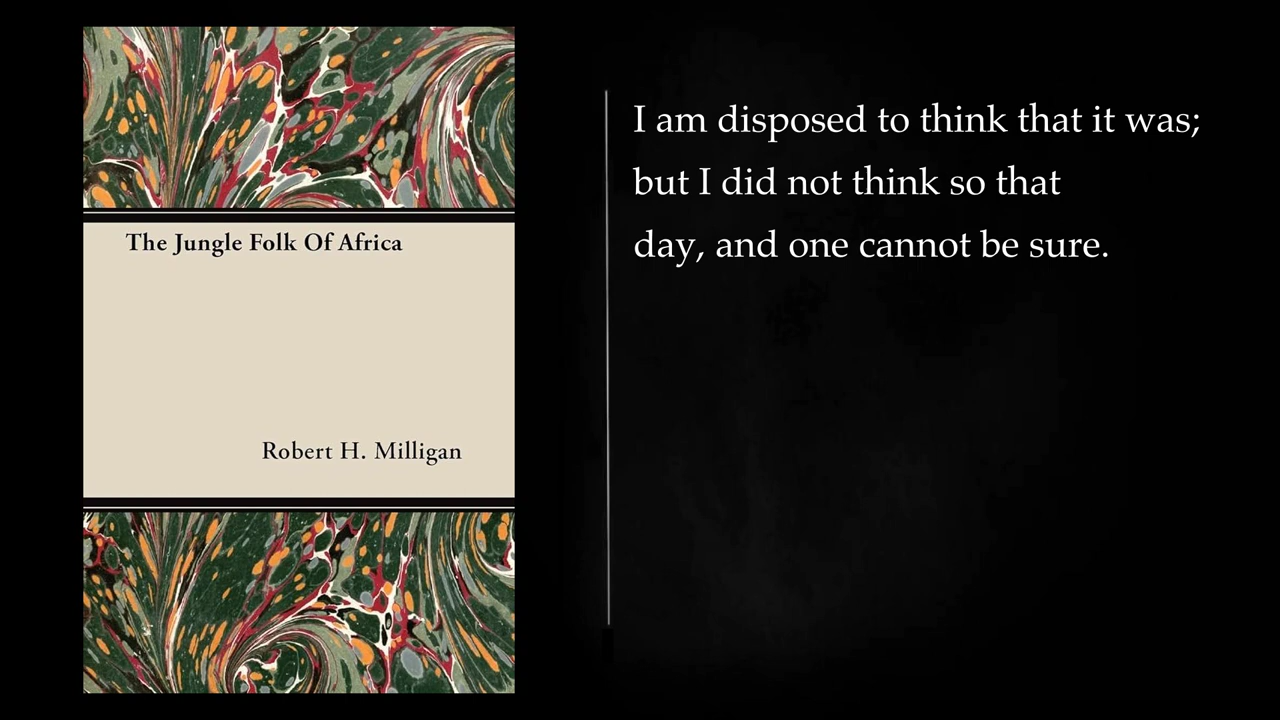 The Jungle Folk Of Africa
Robert H. Milligan
I am disposed to think that it was;
but I did not think so that
day, and one cannot be sure.